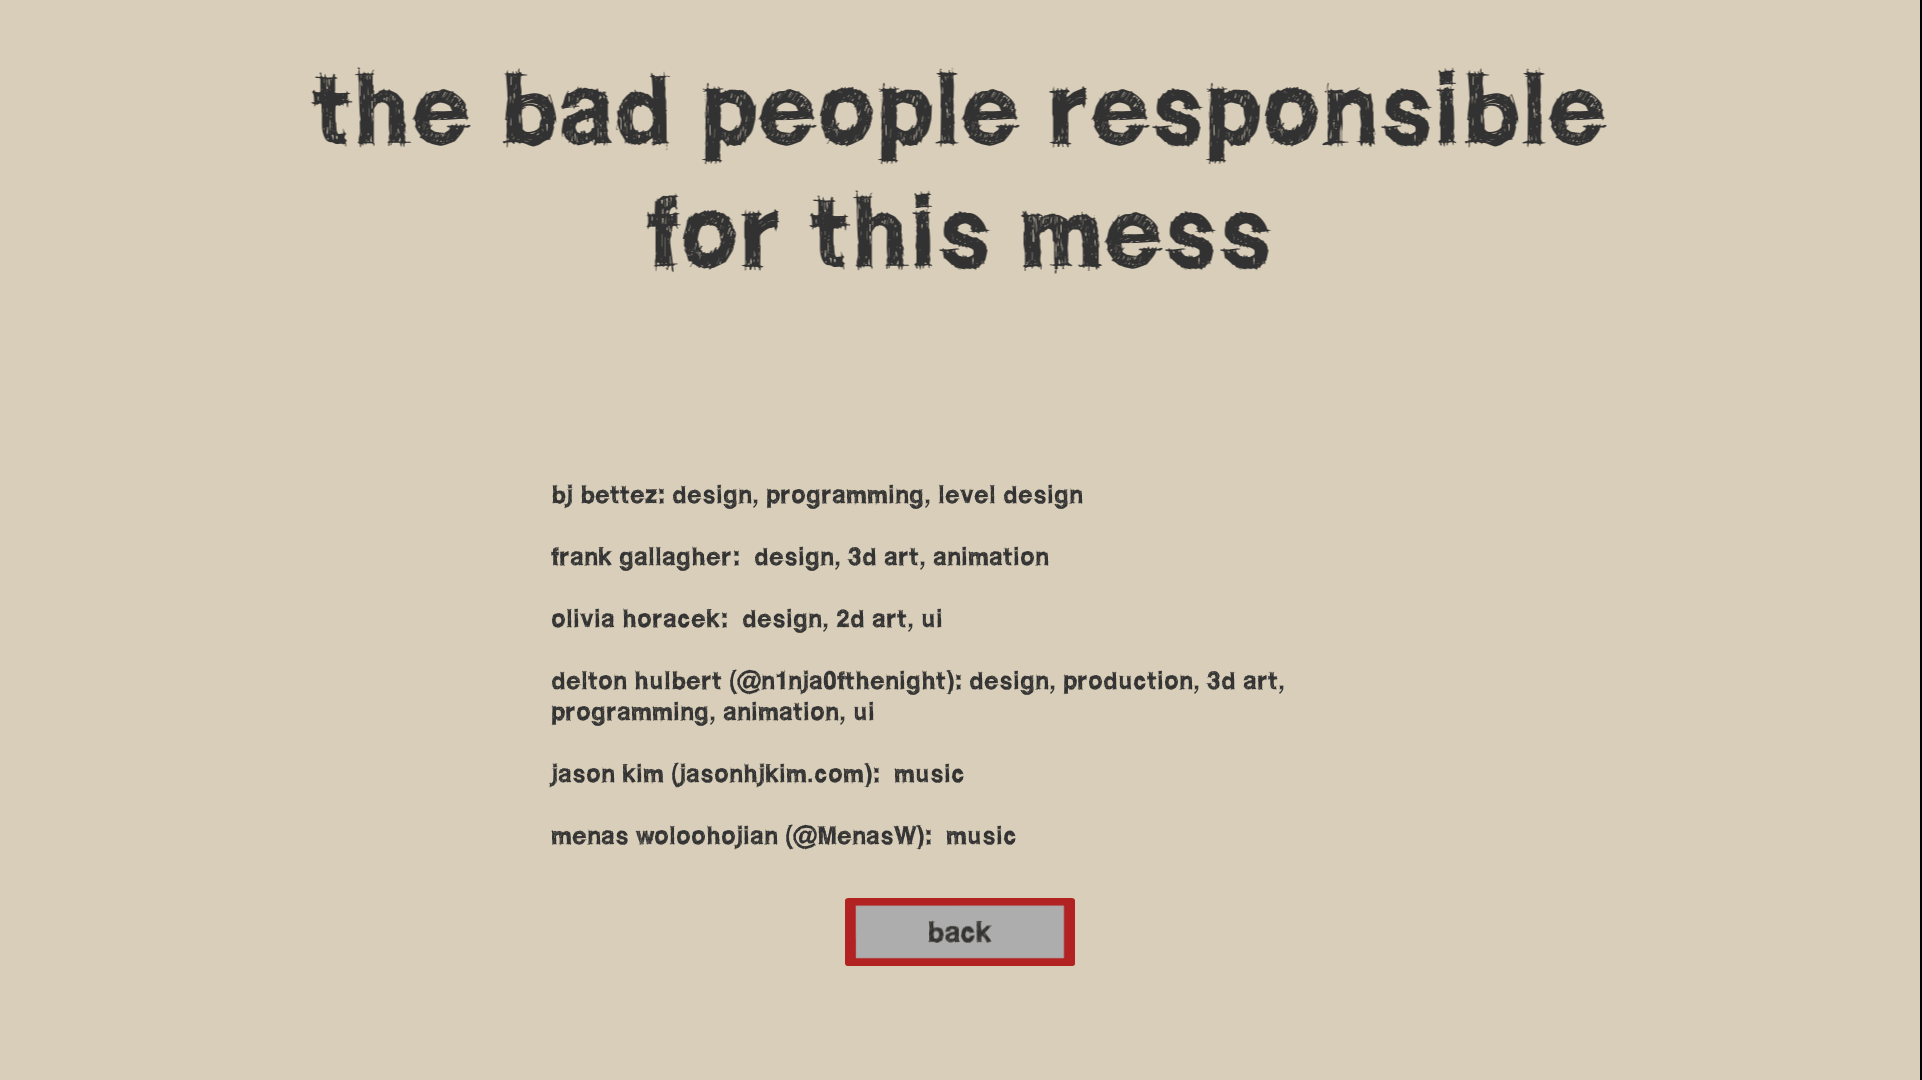 the bad people responsible
for this mess
bj bettez: design, programming, level design
frank gallagher:  design, 3d art, animation
olivia horacek:  design, 2d art, ui
delton hulbert (@n1nja0fthenight): design, production, 3d art,
programming, animation, ui
jason kim (jasonhjkim.com):  music
menas woloohojian (@MenasW):  music
back